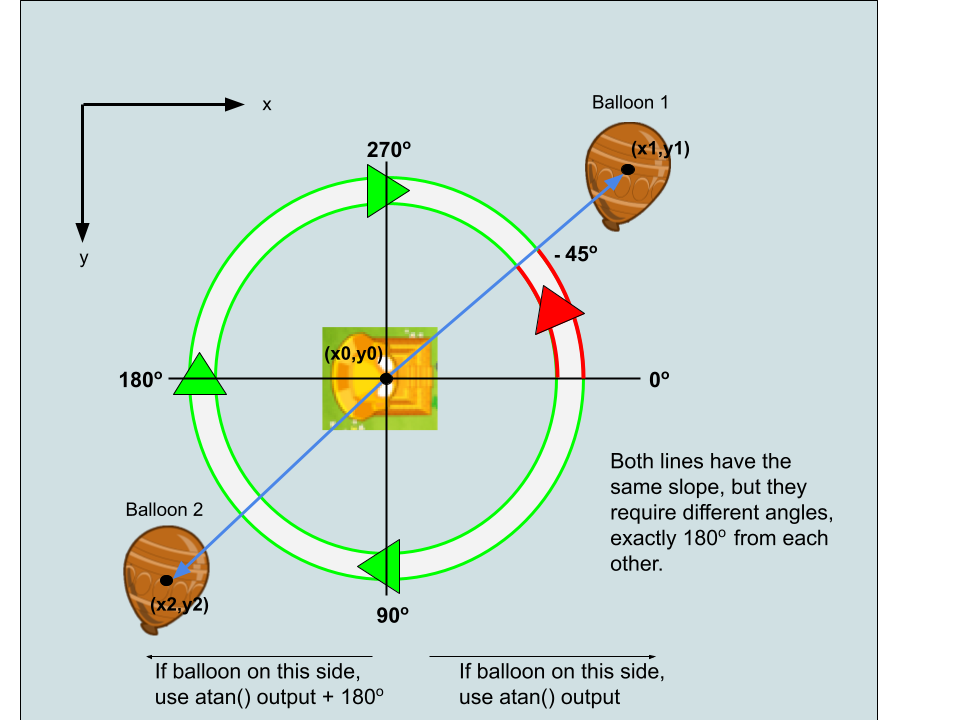 Balloon 1
x
(x1,y1)
270º
y
- 45º
(x0,y0)
180º
0º
Both lines have the
same slope, but they
require different angles,
exactly 180º from each
other.
Balloon 2
(x2,y2)
90º
If balloon on this side,
use atan() output + 180º
If balloon on this side,
use atan() output